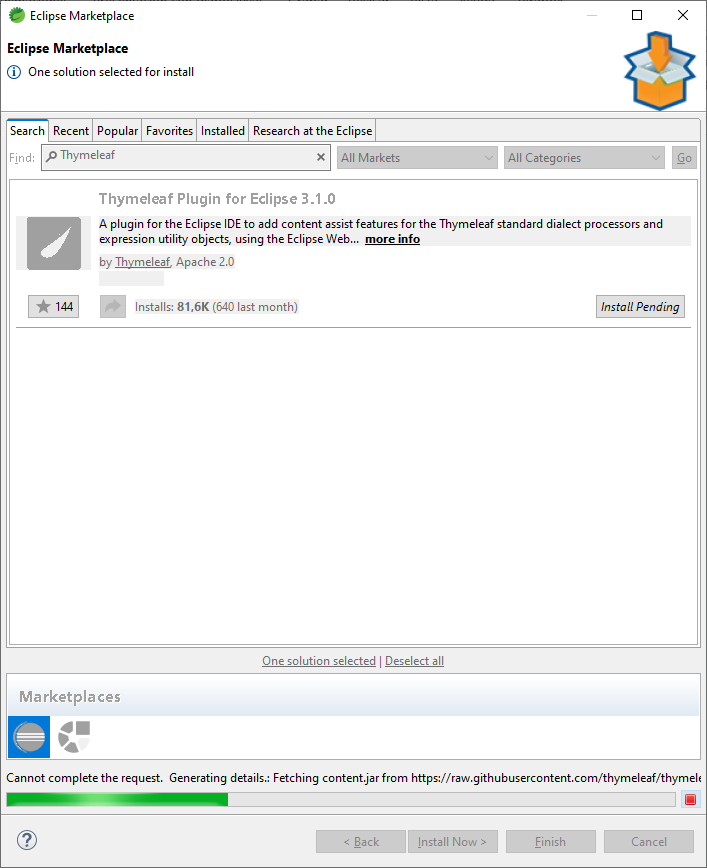 Eclipse Marketplace
Eclipse Marketplace
One solution selected for install
Search Recent Popular Favorites Installed Research at the Eclipse
Find: Thymeleaf All Markets All Categories Go
Thymeleaf Plugin for Eclipse 3.1.0
A plugin for the Eclipse IDE to add content assist features for the Thymeleaf standard dialect processors and
expression utility objects, using the Eclipse Web... more info
by Thymeleaf, Apache 2.0
144 Installs: 81,6K (640 last month) Install Pending
One solution selected | Deselect all
Marketplaces
Cannot complete the request.  Generating details.: Fetching content.jar from https://raw.githubusercontent.com/thymeleaf/thymele
< Back Install Now > Finish Cancel